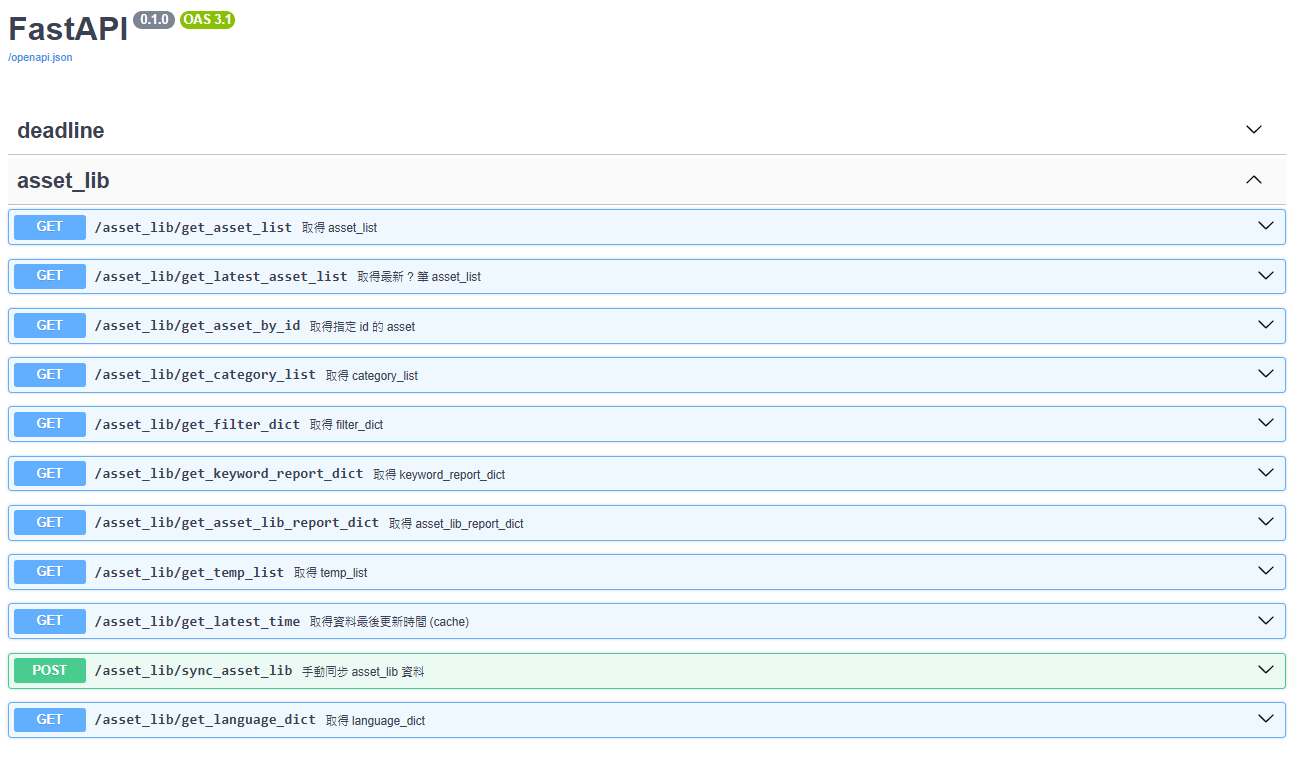 FastAPI 0.1.0 OAS 3.1
/openapi.json
deadline
asset_lib
GET /asset_lib/get_asset_list 取得 asset_list
GET /asset_lib/get_latest_asset_list 取得最新 ? 筆 asset_list
GET /asset_lib/get_asset_by_id 取得指定 id 的 asset
GET /asset_lib/get_category_list 取得 category_list
GET /asset_lib/get_filter_dict 取得 filter_dict
GET /asset_lib/get_keyword_report_dict 取得 keyword_report_dict
GET /asset_lib/get_asset_lib_report_dict 取得 asset_lib_report_dict
GET /asset_lib/get_temp_list 取得 temp_list
GET /asset_lib/get_latest_time 取得資料最後更新時間 (cache)
POST /asset_lib/sync_asset_lib 手動同步 asset_lib 資料
GET /asset_lib/get_language_dict 取得 language_dict